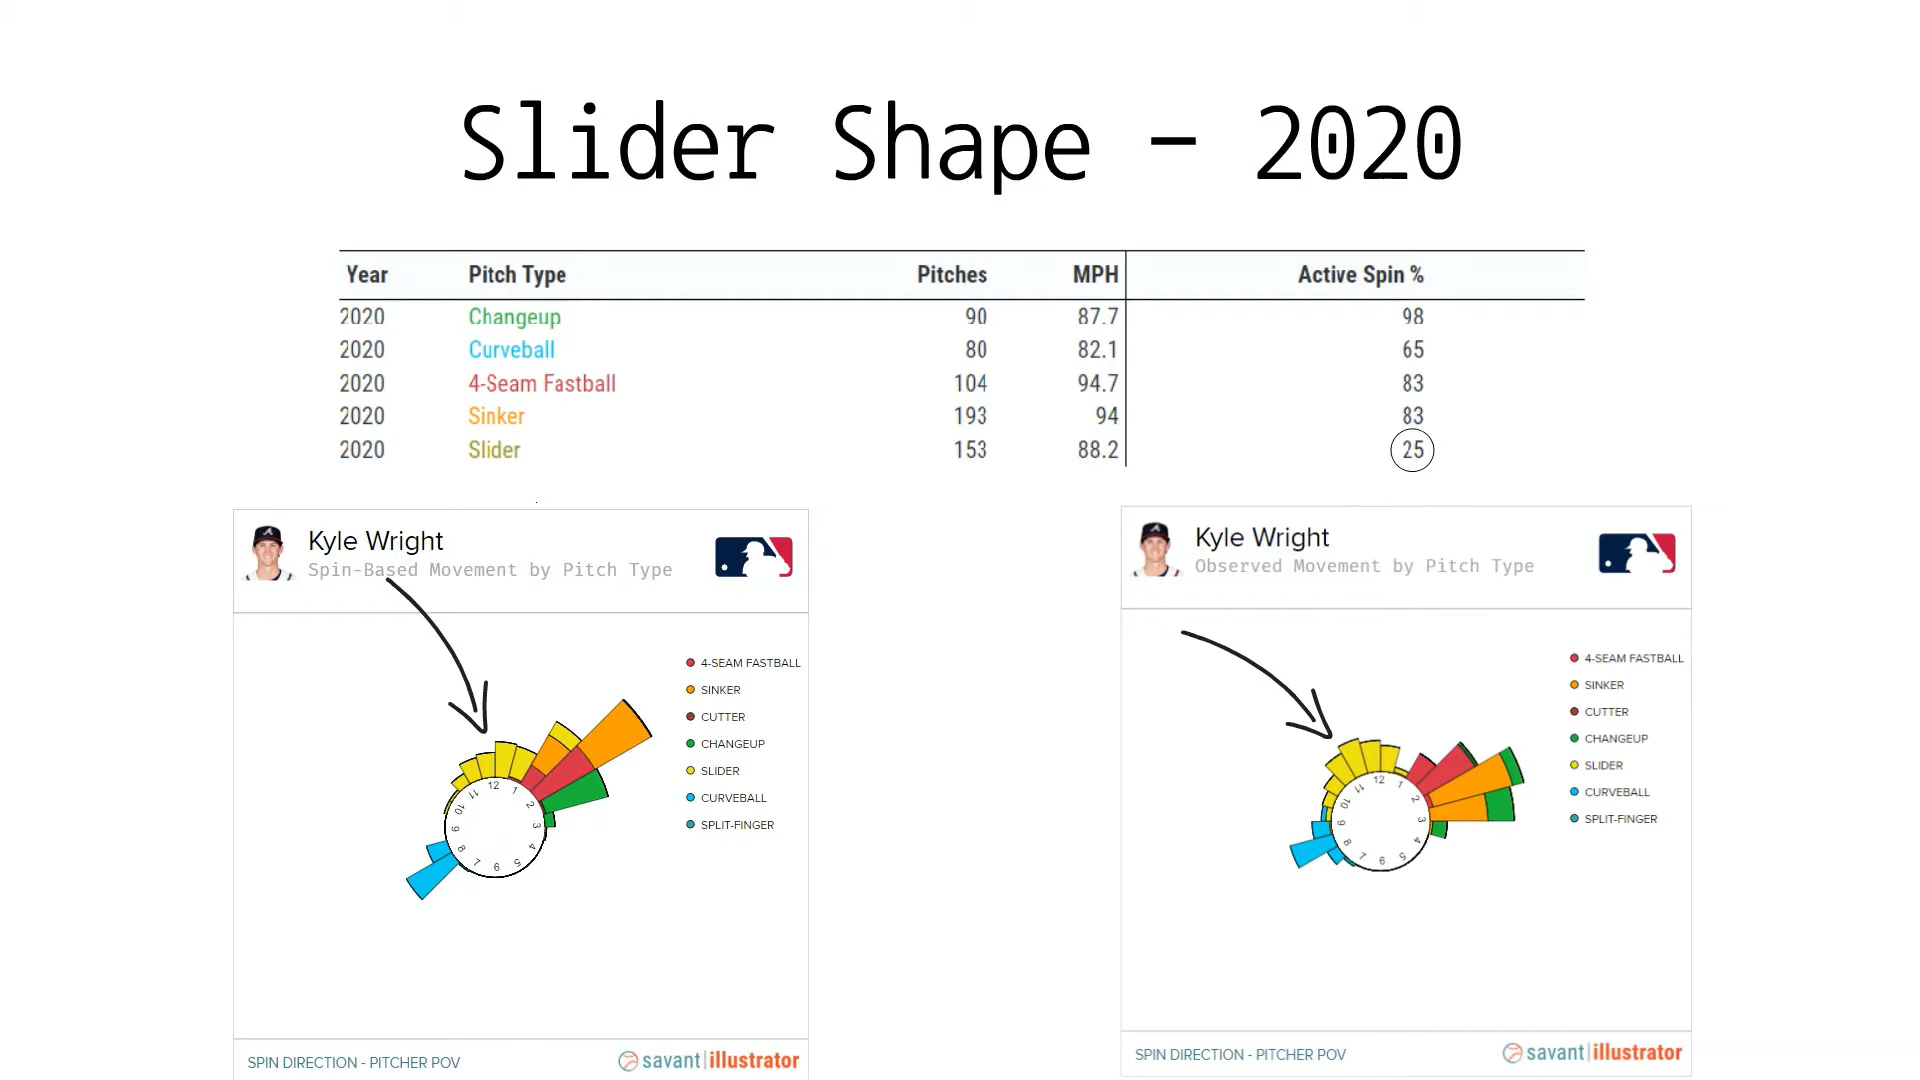 Slider Shape - 2020
Year Pitch Type Pitches MPH Active Spin %
2020 Changeup 90 87.7 98
2020 Curveball 80 82.1 65
2020 4-Seam Fastball 104 94.7 83
2020 Sinker 193 94 83
2020 Slider 153 88.2 25
Kyle Wright
Spin-Based Movement by Pitch Type
4-SEAM FASTBALL
SINKER
CUTTER
CHANGEUP
SLIDER
CURVEBALL
SPLIT-FINGER
12
1
2
3
4
5
6
7
8
9
10
11
SPIN DIRECTION - PITCHER POV
savant|illustrator
Kyle Wright
Observed Movement by Pitch Type
4-SEAM FASTBALL
SINKER
CUTTER
CHANGEUP
SLIDER
CURVEBALL
SPLIT-FINGER
12
1
2
3
4
5
6
7
8
9
10
11
SPIN DIRECTION - PITCHER POV
savant|illustrator